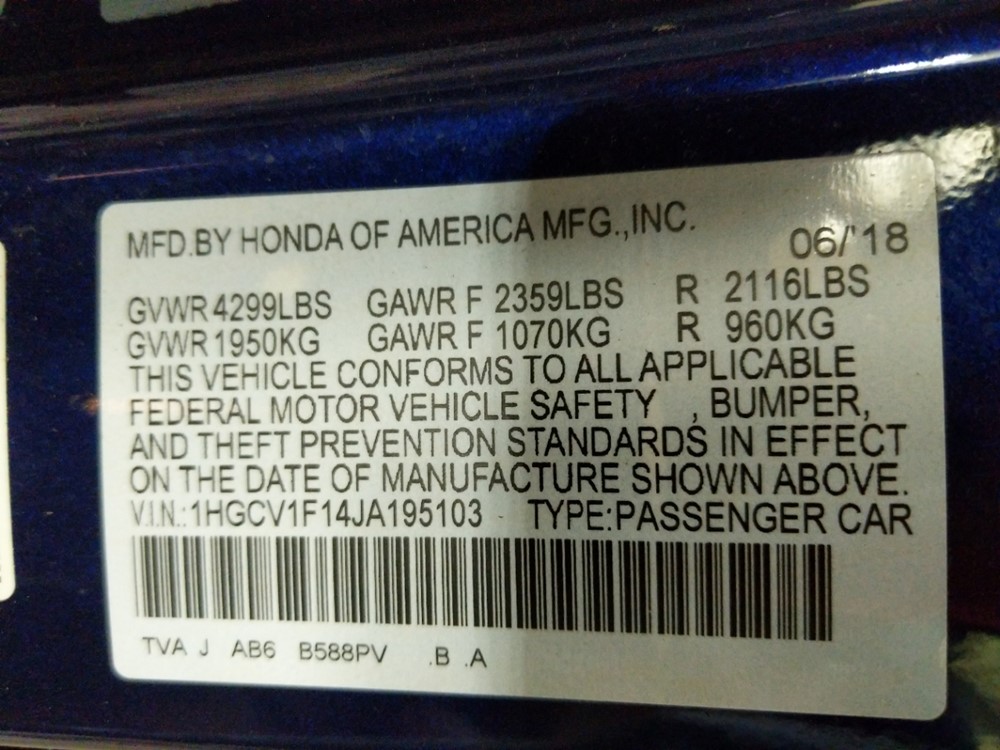 MFD.BY HONDA OF AMERICA MFG.,INC.
06/'18
GVWR 4299LBS GAWR F 2359LBS R 2116LBS
GVWR 1950KG GAWR F 1070KG R 960KG
THIS VEHICLE CONFORMS TO ALL APPLICABLE
FEDERAL MOTOR VEHICLE SAFETY , BUMPER,
AND THEFT PREVENTION STANDARDS IN EFFECT
ON THE DATE OF MANUFACTURE SHOWN ABOVE.
V.I.N.:1HGCV1F14JA195103 TYPE:PASSENGER CAR
TVA J AB6 B588PV .B .A